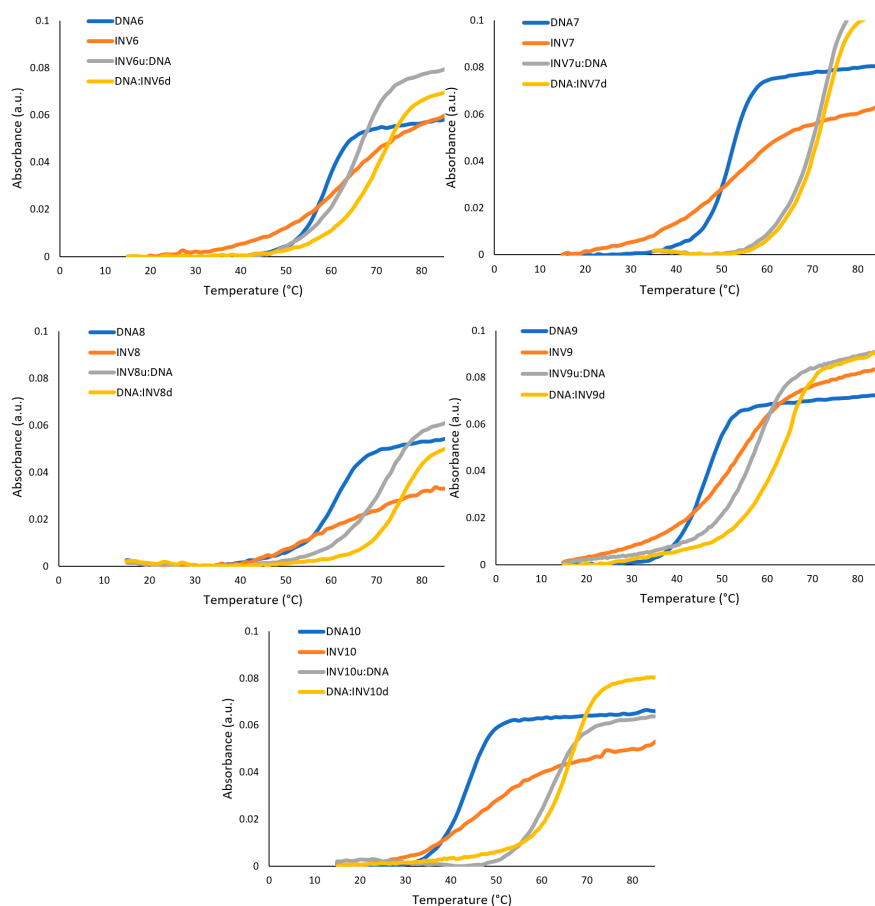 0.1
0.08
0.06
0.04
0.02
0
Absorbance (a.u.)
DNA6
INV6
INV6u:DNA
DNA:INV6d
0 10 20 30 40 50 60 70 80
Temperature (°C)
0.1
0.08
0.06
0.04
0.02
0
Absorbance (a.u.)
DNA7
INV7
INV7u:DNA
DNA:INV7d
0 10 20 30 40 50 60 70 80
Temperature (°C)
0.1
0.08
0.06
0.04
0.02
0
Absorbance (a.u.)
DNA8
INV8
INV8u:DNA
DNA:INV8d
0 10 20 30 40 50 60 70 80
Temperature (°C)
0.1
0.08
0.06
0.04
0.02
0
Absorbance (a.u.)
DNA9
INV9
INV9u:DNA
DNA:INV9d
0 10 20 30 40 50 60 70 80
Temperature (°C)
0.1
0.08
0.06
0.04
0.02
0
Absorbance (a.u.)
DNA10
INV10
INV10u:DNA
DNA:INV10d
0 10 20 30 40 50 60 70 80
Temperature (°C)